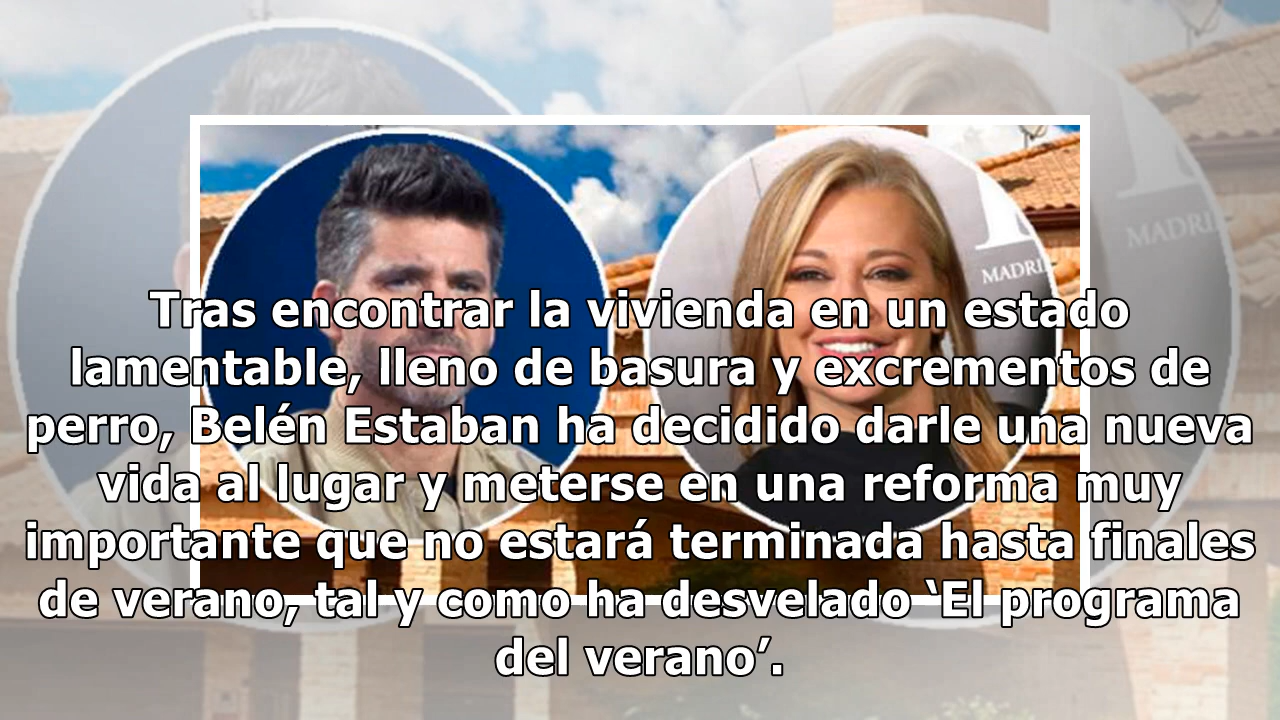 MADRI
Tras encontrar la vivienda en un estado
lamentable, lleno de basura y excrementos de
perro, Belén Estaban ha decidido darle una nueva
vida al lugar y meterse en una reforma muy
importante que no estará terminada hasta finales
de verano, tal y como ha desvelado ‘El programa
del verano’.